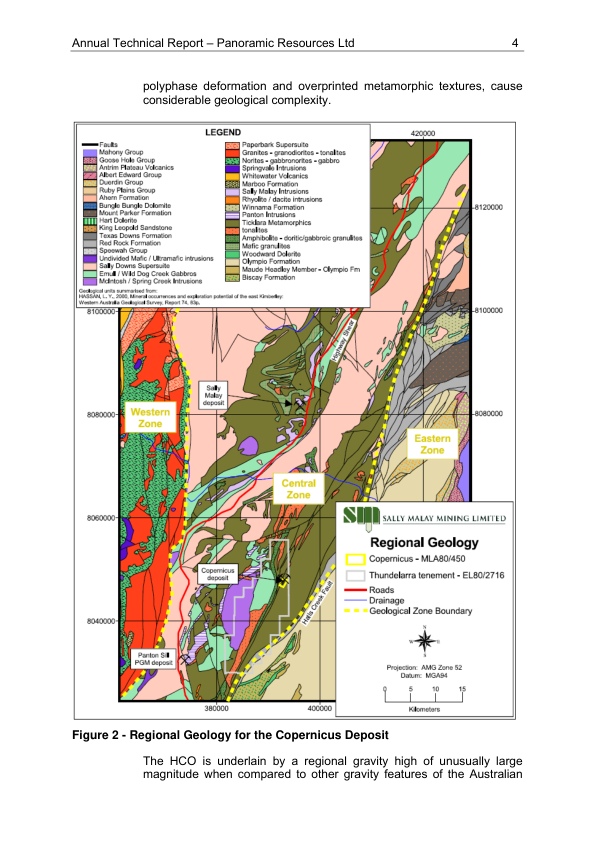 Annual Technical Report – Panoramic Resources Ltd 4
polyphase deformation and overprinted metamorphic textures, cause
considerable geological complexity.
LEGEND
Faults
Mahony Group
Goose Hole Group
Antrim Plateau Volcanics
Albert Edward Group
Duerdin Group
Ruby Plains Group
Ahern Formation
Bungle Bungle Dolomite
Mount Parker Formation
Hart Dolerite
King Leopold Sandstone
Texas Downs Formation
Red Rock Formation
Speewah Group
Undivided Mafic / Ultramafic intrusions
Sally Downs Supersuite
Emull / Wild Dog Creek Gabbros
McIntosh / Spring Creek Intrusions
Paperbark Supersuite
Granites - granodiorites - tonalites
Norites - gabbronorites - gabbro
Springvale Intrusions
Whitewater Volcanics
Marboo Formation
Sally Malay Intrusions
Rhyolite / dacite intrusions
Winnama Formation
Panton Intrusions
Tickalara Metamorphics
tonalites
Amphibolite - doritic/gabbroic granulites
Mafic granulites
Woodward Dolerite
Olympio Formation
Maude Headley Member - Olympio Fm
Biscay Formation
Geological units summarised from:
HASSAN, L. Y., 2000, Mineral occurrences and exploration potential of the east Kimberley:
Western Australia Geological Survey, Report 74, 83p.
420000
8120000
8100000
8100000
Highway Shear
Sally
Malay
deposit
8080000
8080000
Western
Zone
Eastern
Zone
Central
Zone
8060000
SALLY MALAY MINING LIMITED
Regional Geology
Copernicus - MLA80/450
Thundelarra tenement - EL80/2716
Roads
Drainage
Geological Zone Boundary
Copernicus
deposit
Halls Creek Fault
8040000
Panton Sill
PGM deposit
N
Projection: AMG Zone 52
Datum: MGA94
0 5 10 15
Kilometers
380000
400000
Figure 2 - Regional Geology for the Copernicus Deposit
The HCO is underlain by a regional gravity high of unusually large
magnitude when compared to other gravity features of the Australian